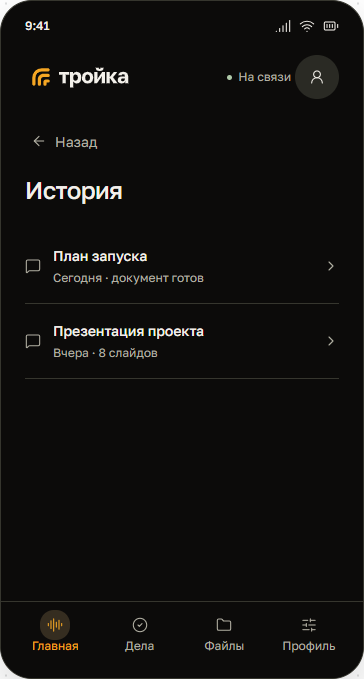 9:41
тройка
На связи
Назад
История
План запуска
Сегодня · документ готов
Презентация проекта
Вчера · 8 слайдов
Главная
Дела
Файлы
Профиль